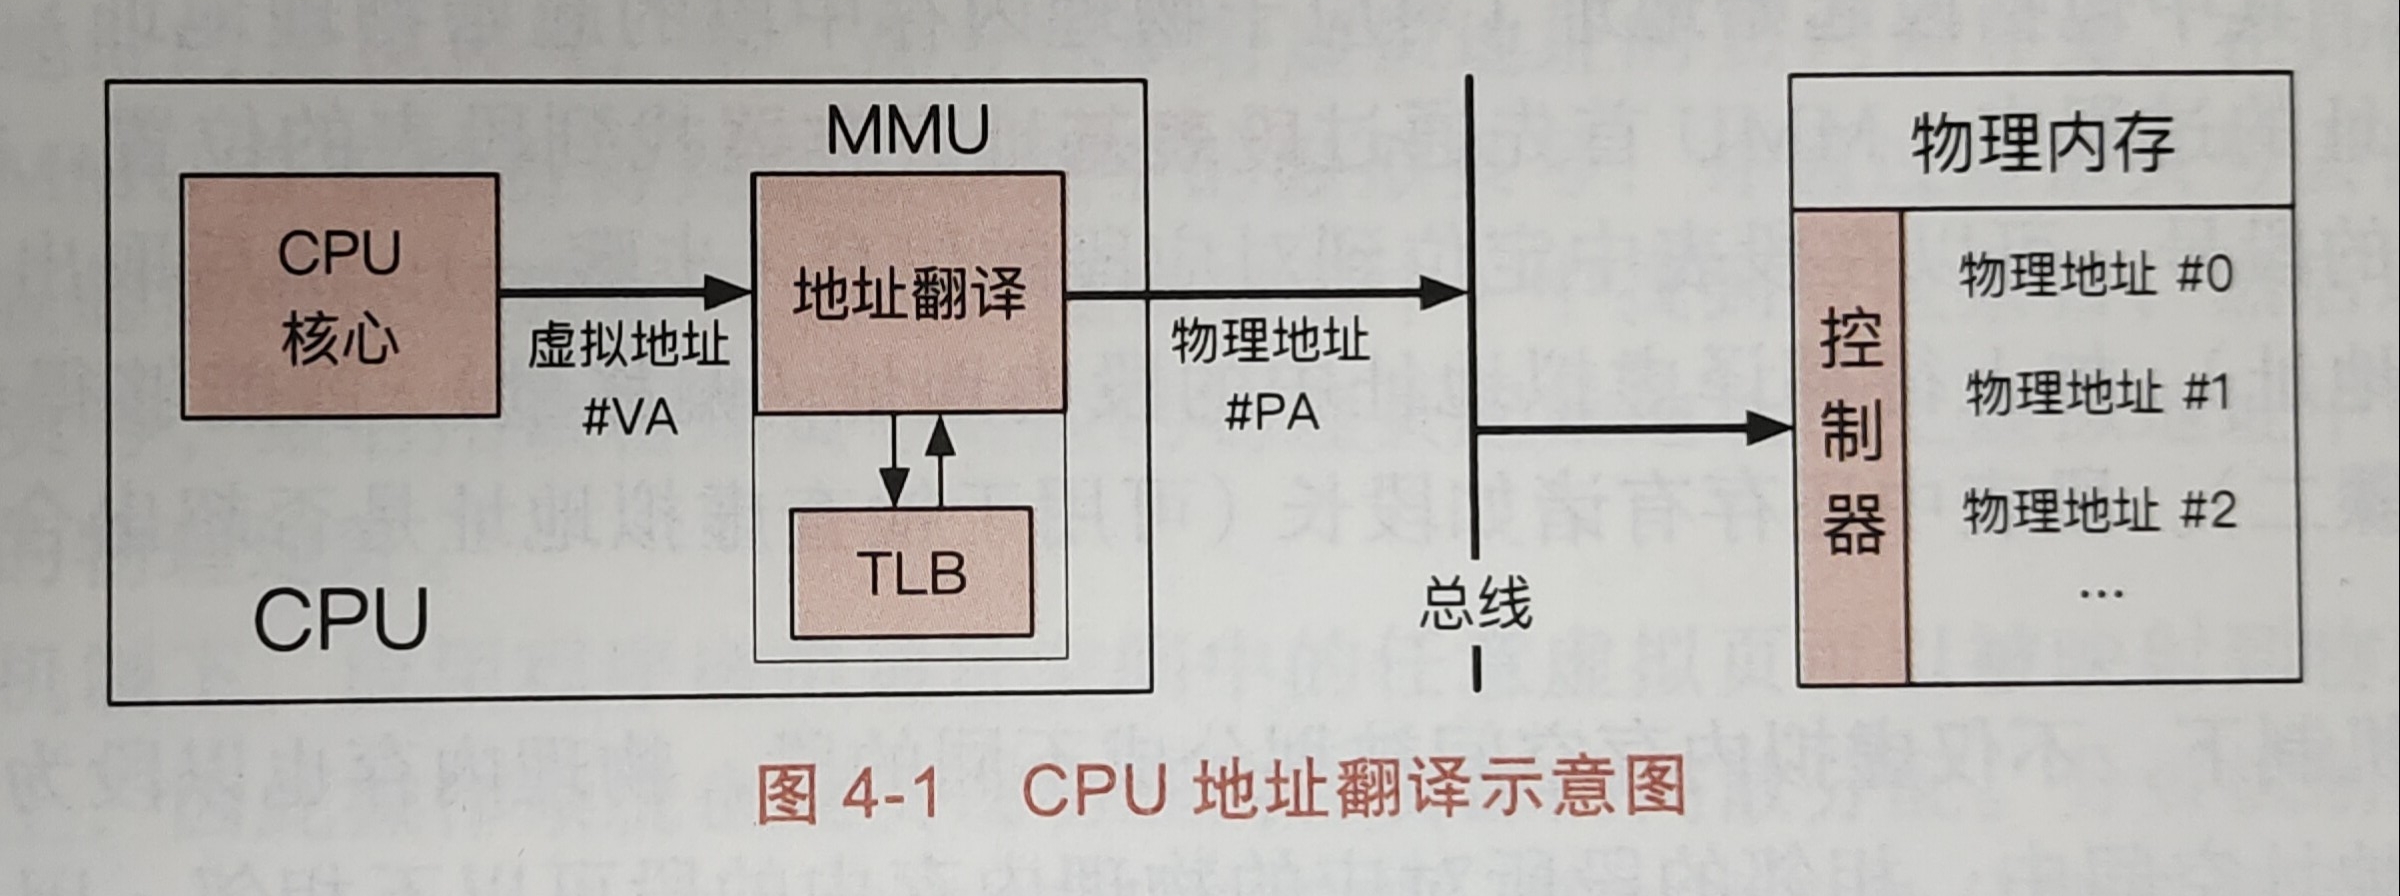 MMU
CPU
核心
虚拟地址
#VA
地址翻译
TLB
CPU
物理地址
#PA
总线
物理内存
控制器
物理地址 #0
物理地址 #1
物理地址 #2
...
图 4-1 CPU 地址翻译示意图